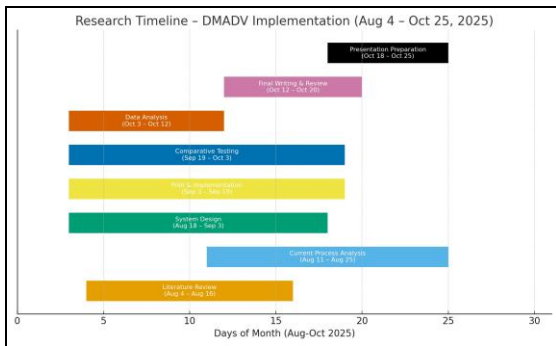 Research Timeline – DMADV Implementation (Aug 4 – Oct 25, 2025)
Presentation Preparation
(Oct 18 – Oct 25)
Final Writing & Review
(Oct 12 – Oct 20)
Data Analysis
(Oct 3 – Oct 12)
Comparative Testing
(Sep 19 – Oct 3)
Pilot Implementation
(Sep 3 – Sep 19)
System Design
(Aug 18 – Sep 3)
Current Process Analysis
(Aug 11 – Aug 25)
Literature Review
(Aug 4 – Aug 16)
0 5 10 15 20 25 30
Days of Month (Aug-Oct 2025)